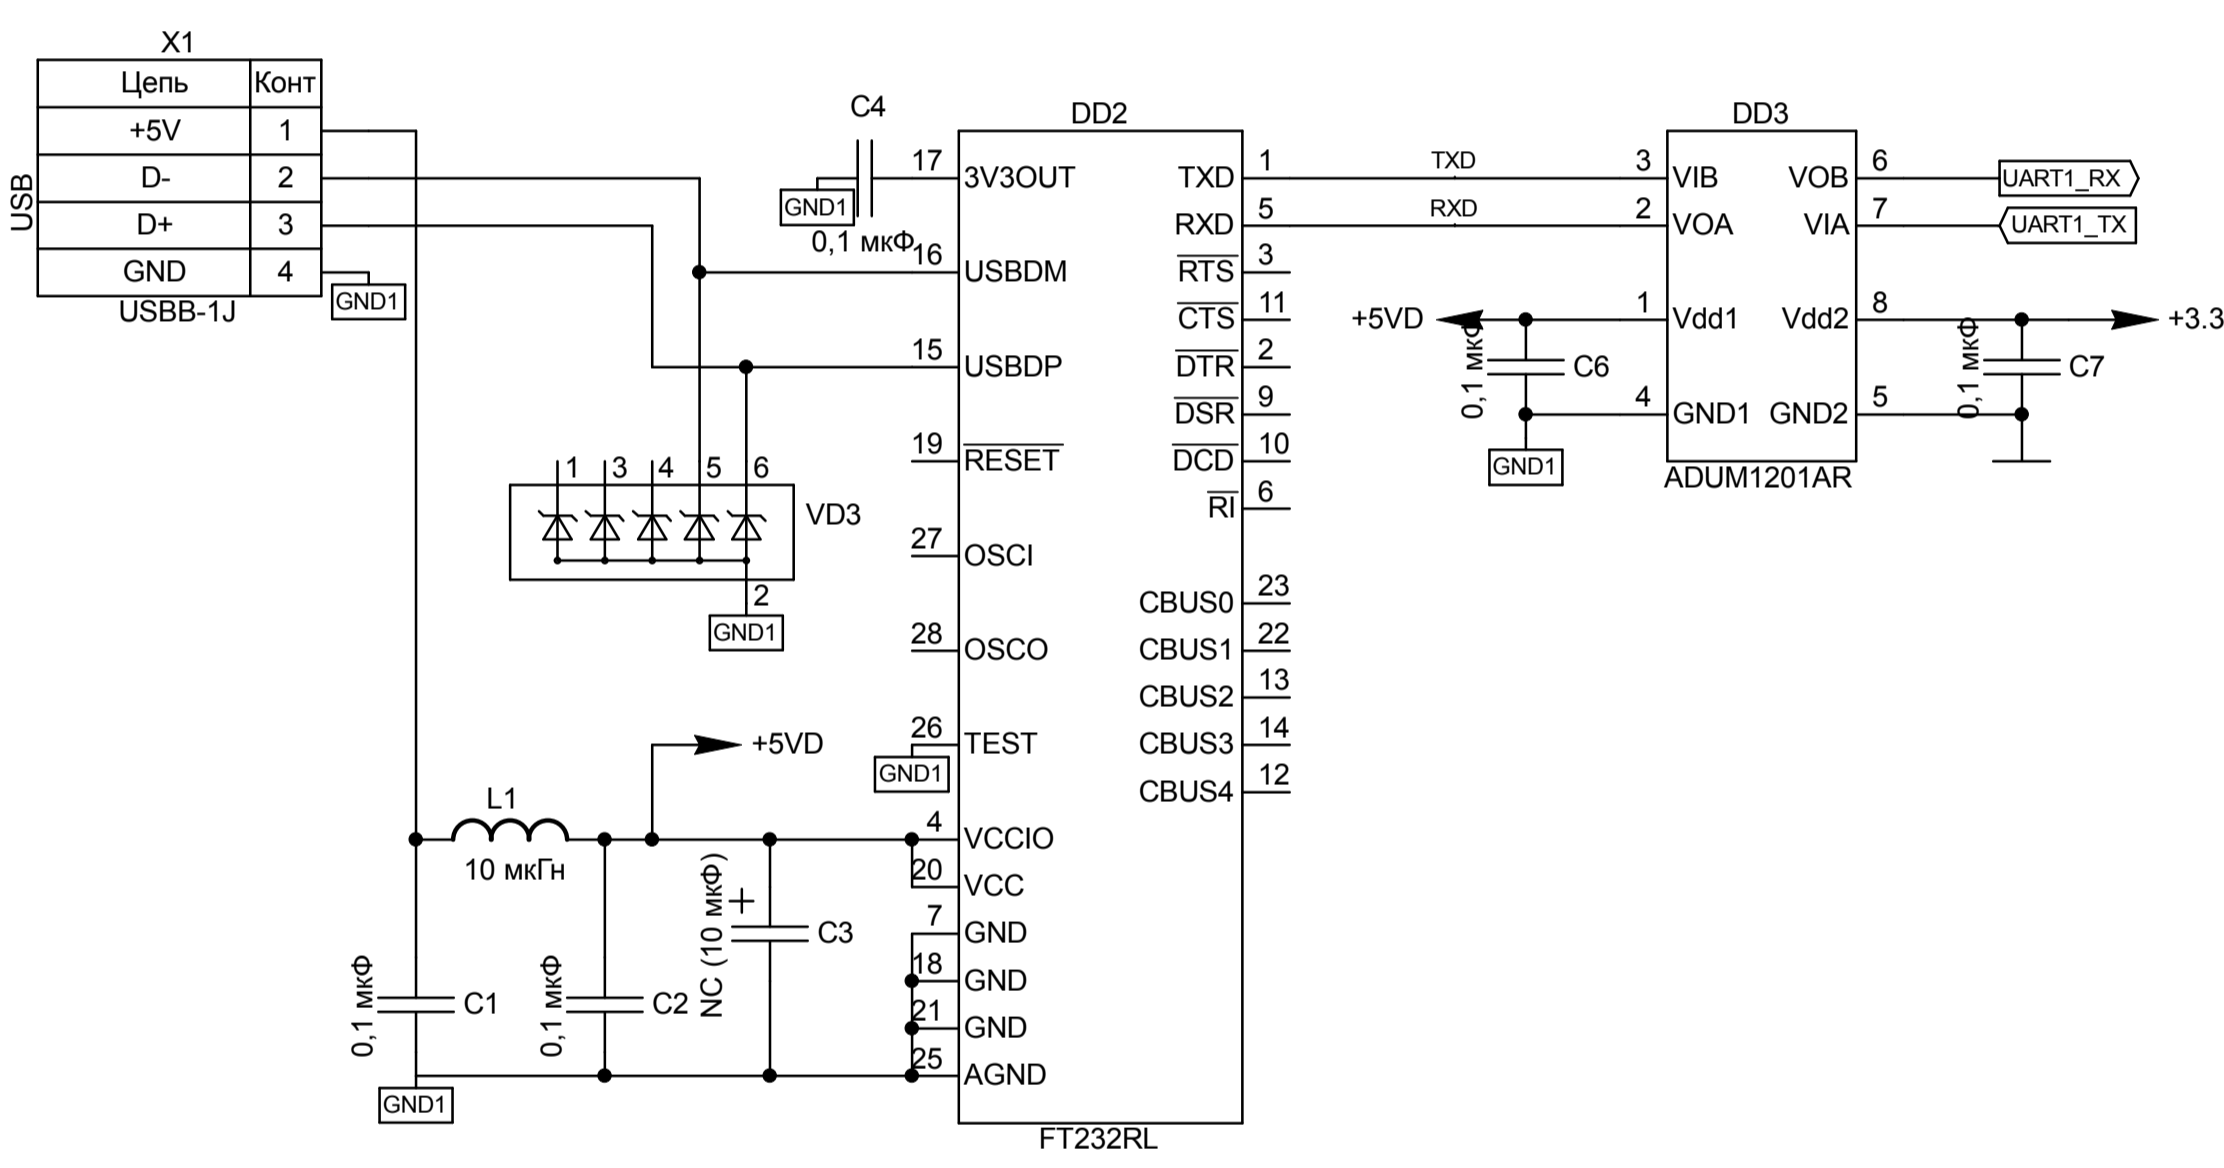 X1
Цепь Конт
+5V 1
D- 2
D+ 3
GND 4
USB
USBB-1J
GND1
C4
GND1
0,1 мкФ
DD2
17 3V3OUT
16 USBDM
15 USBDP
19 RESET
27 OSCI
28 OSCO
26 TEST
GND1
4 VCCIO
20 VCC
7 GND
18 GND
21 GND
25 AGND
TXD 1
RXD 5
RTS 3
CTS 11
DTR 2
DSR 9
DCD 10
RI 6
CBUS0 23
CBUS1 22
CBUS2 13
CBUS3 14
CBUS4 12
FT232RL
TXD
RXD
DD3
3 VIB
2 VOA
1 Vdd1
4 GND1
VOB 6
VIA 7
Vdd2 8
GND2 5
ADUM1201AR
UART1_RX
UART1_TX
+5VD
0,1 мкФ
C6
GND1
+3.3
0,1 мкФ
C7
1 3 4 5 6
VD3
2
GND1
+5VD
L1
10 мкГн
0,1 мкФ
C1
0,1 мкФ
C2
NC (10 мкФ)
+
C3
GND1